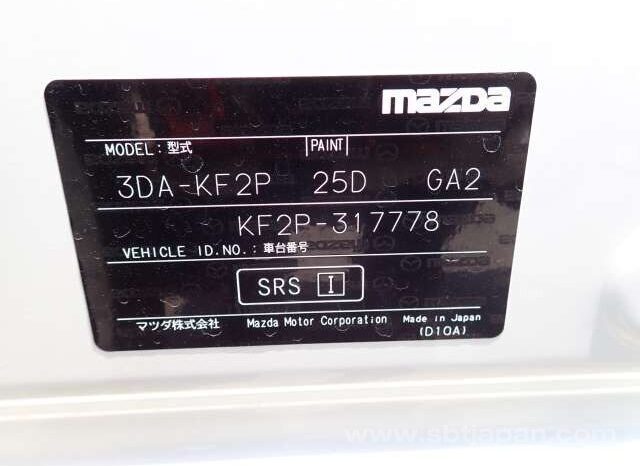 mazda
MODEL: 型式 PAINT
3DA-KF2P 25D GA2
KF2P-317778
VEHICLE ID.NO.: 車台番号
SRS I
マツダ株式会社 Mazda Motor Corporation Made in Japan
(D10A)
www.sbtjapan.com